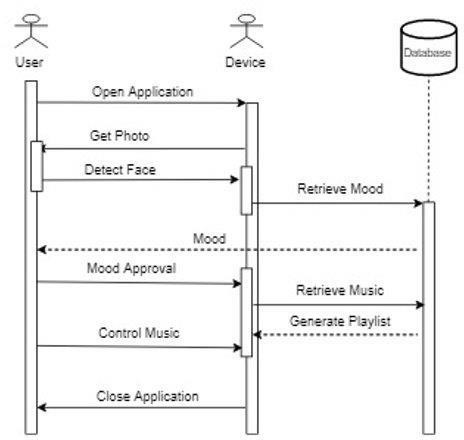 User
Device
Database
Open Application
Get Photo
Detect Face
Retrieve Mood
Mood
Mood Approval
Retrieve Music
Generate Playlist
Control Music
Close Application